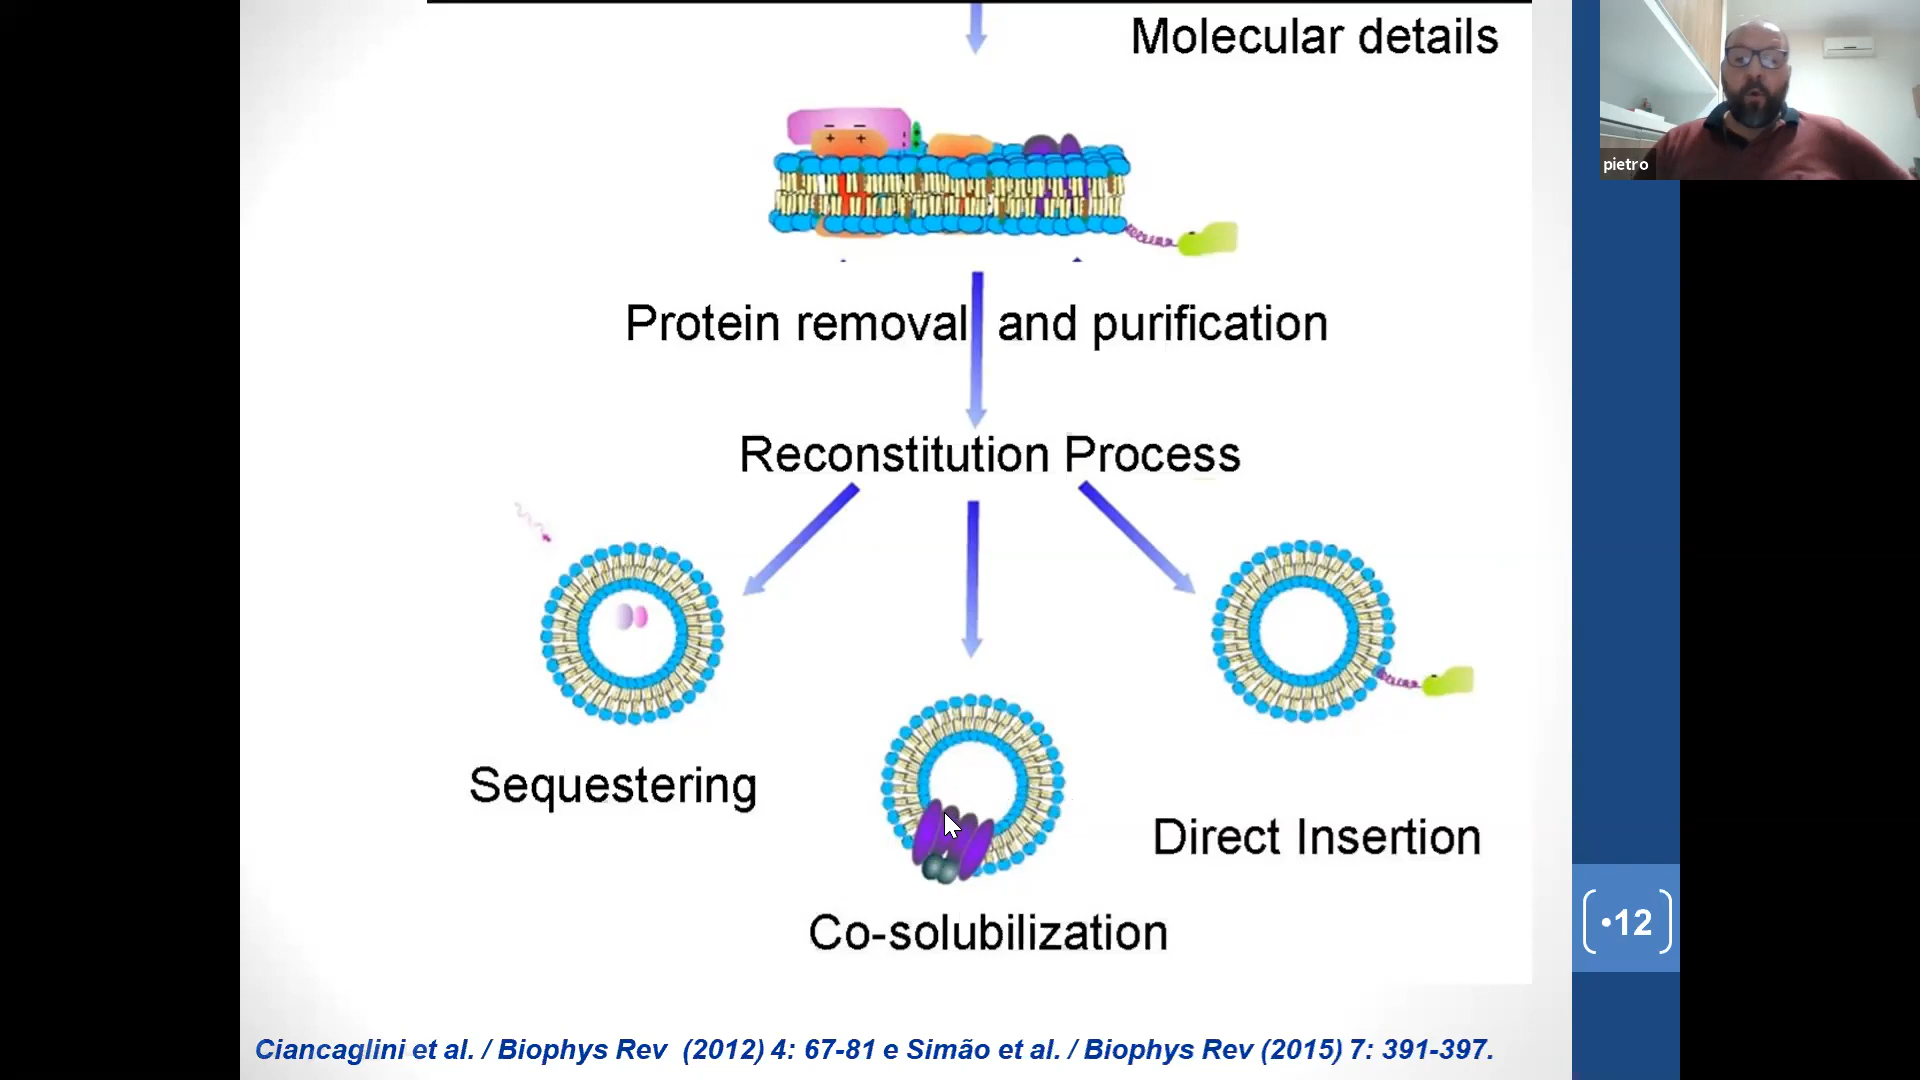 Molecular details
pietro
Protein removal and purification
Reconstitution Process
Sequestering
Direct Insertion
Co-solubilization
•12
Ciancaglini et al. / Biophys Rev (2012) 4: 67-81 e Simão et al. / Biophys Rev (2015) 7: 391-397.